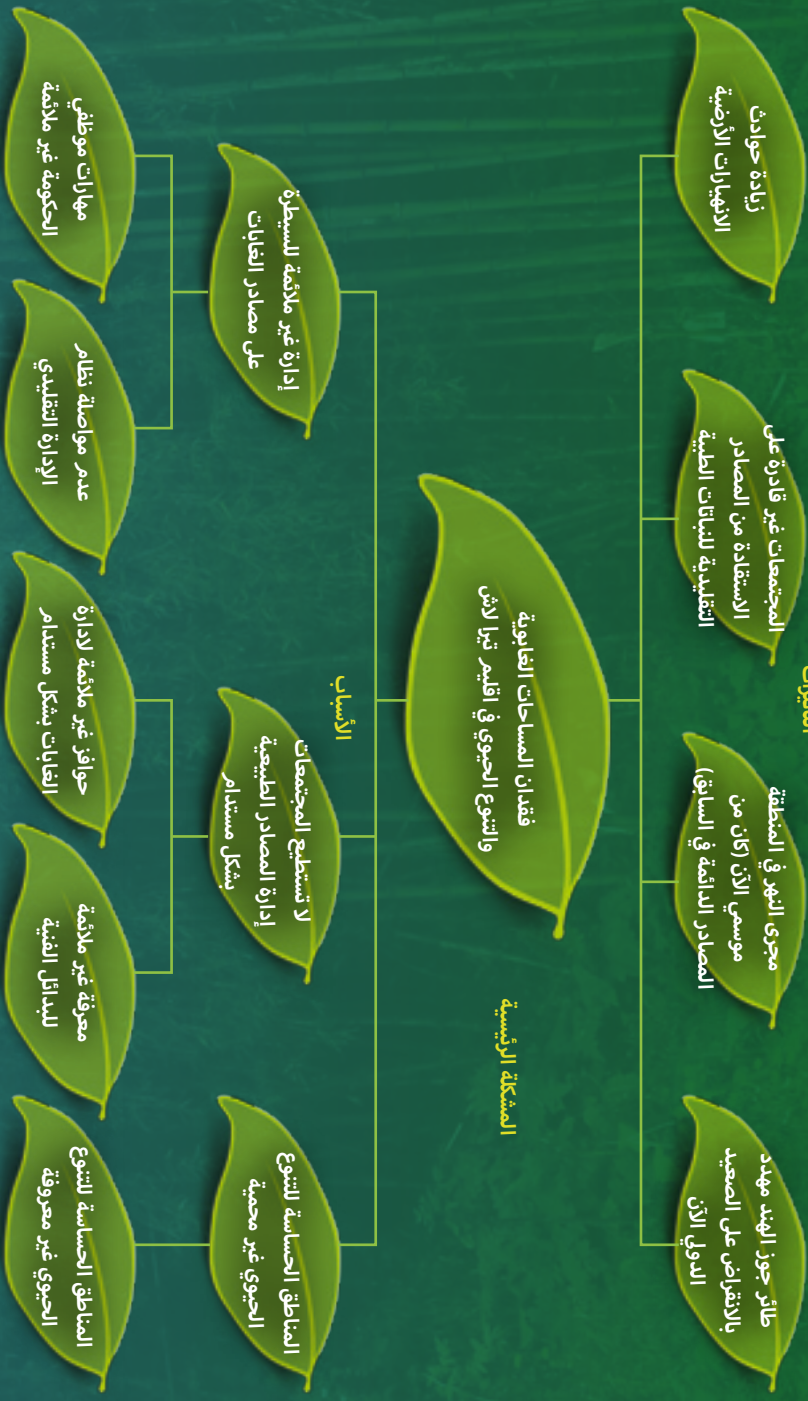 طائر جوز الهند مهدد
بالانقراض على الصعيد
الدولي الآن
مجرى النهر في المنطقة
موسمي الآن (كان من
المصادر الدائمة في السابق)
المجتمعات غير قادرة على
الاستفادة من المصادر
التقليدية للنباتات الطبية
زيادة حوادث
الانهيارات الأرضية
المشكلة الرئيسية
فقدان المساحات الغابوية
والتنوع الحيوي في اقليم تيرا لاش
الأسباب
المناطق الحساسة للتنوع
الحيوي غير محمية
لا تستطيع المجتمعات
إدارة المصادر الطبيعية
بشكل مستدام
إدارة غير ملائمة للسيطرة
على مصادر الغابات
المناطق الحساسة للتنوع
الحيوي غير معروفة
معرفة غير ملائمة
للبدائل الفنية
حوافز غير ملائمة لادارة
الغابات بشكل مستدام
عدم مواصلة نظام
الإدارة التقليدي
مهارات موظفي
الحكومة غير ملائمة